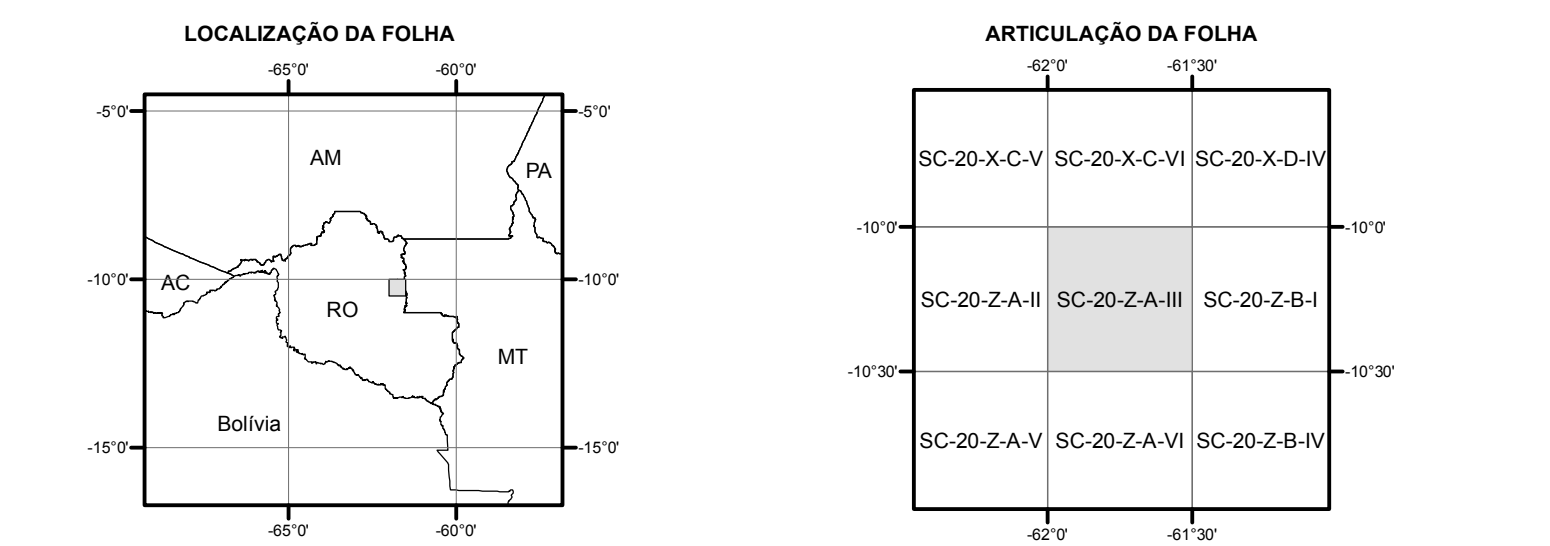 LOCALIZAÇÃO DA FOLHA
-65°0' -60°0'
-5°0' -5°0'
AM
PA
-10°0' -10°0'
AC
RO
MT
Bolívia
-15°0' -15°0'
-65°0' -60°0'
ARTICULAÇÃO DA FOLHA
-62°0' -61°30'
SC-20-X-C-V SC-20-X-C-VI SC-20-X-D-IV
-10°0' -10°0'
SC-20-Z-A-II SC-20-Z-A-III SC-20-Z-B-I
-10°30' -10°30'
SC-20-Z-A-V SC-20-Z-A-VI SC-20-Z-B-IV
-62°0' -61°30'